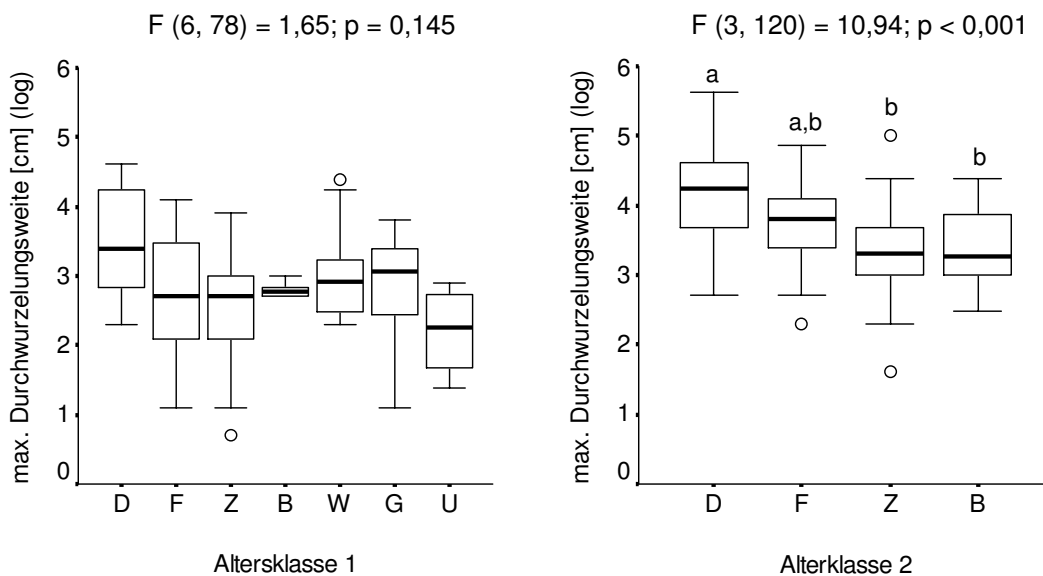 F (6, 78) = 1,65; p = 0,145
max. Durchwurzelungsweite [cm] (log)
6
5
4
3
2
1
0
D F Z B W G U
Altersklasse 1
F (3, 120) = 10,94; p < 0,001
max. Durchwurzelungsweite [cm] (log)
6
5
4
3
2
1
0
a
a,b
b
b
D F Z B
Alterklasse 2